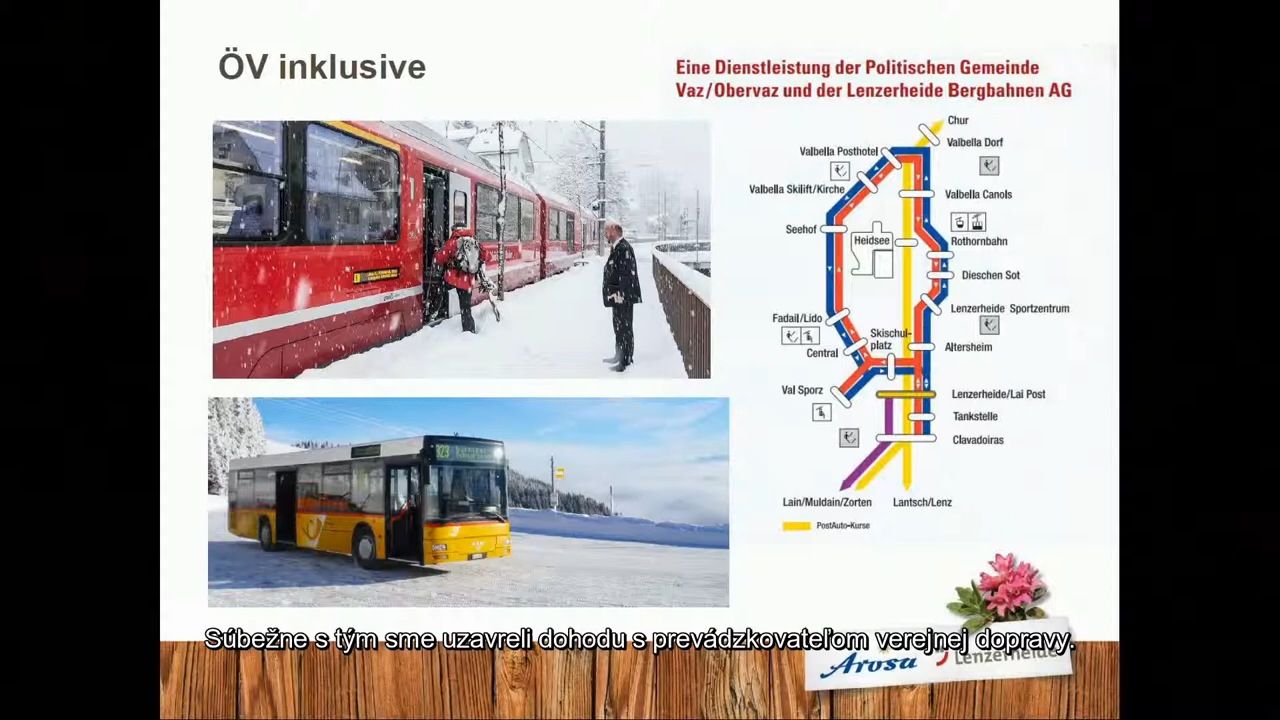 ÖV inklusive
Eine Dienstleistung der Politischen Gemeinde
Vaz/Obervaz und der Lenzerheide Bergbahnen AG
Chur
Valbella Dorf
Valbella Posthotel
Valbella Skilift/Kirche
Valbella Canols
Seehof
Heidsee
Rothornbahn
Dieschen Sot
Fadail/Lido
Lenzerheide Sportzentrum
Skischul-
platz
Central
Altersheim
Val Sporz
Lenzerheide/Lai Post
Tankstelle
Clavadoiras
Lain/Muldain/Zorten
Lantsch/Lenz
PostAuto-Kurse
323
Súbežne s tým sme uzavreli dohodu s prevádzkovateľom verejnej dopravy.
Arosa Lenzerheide